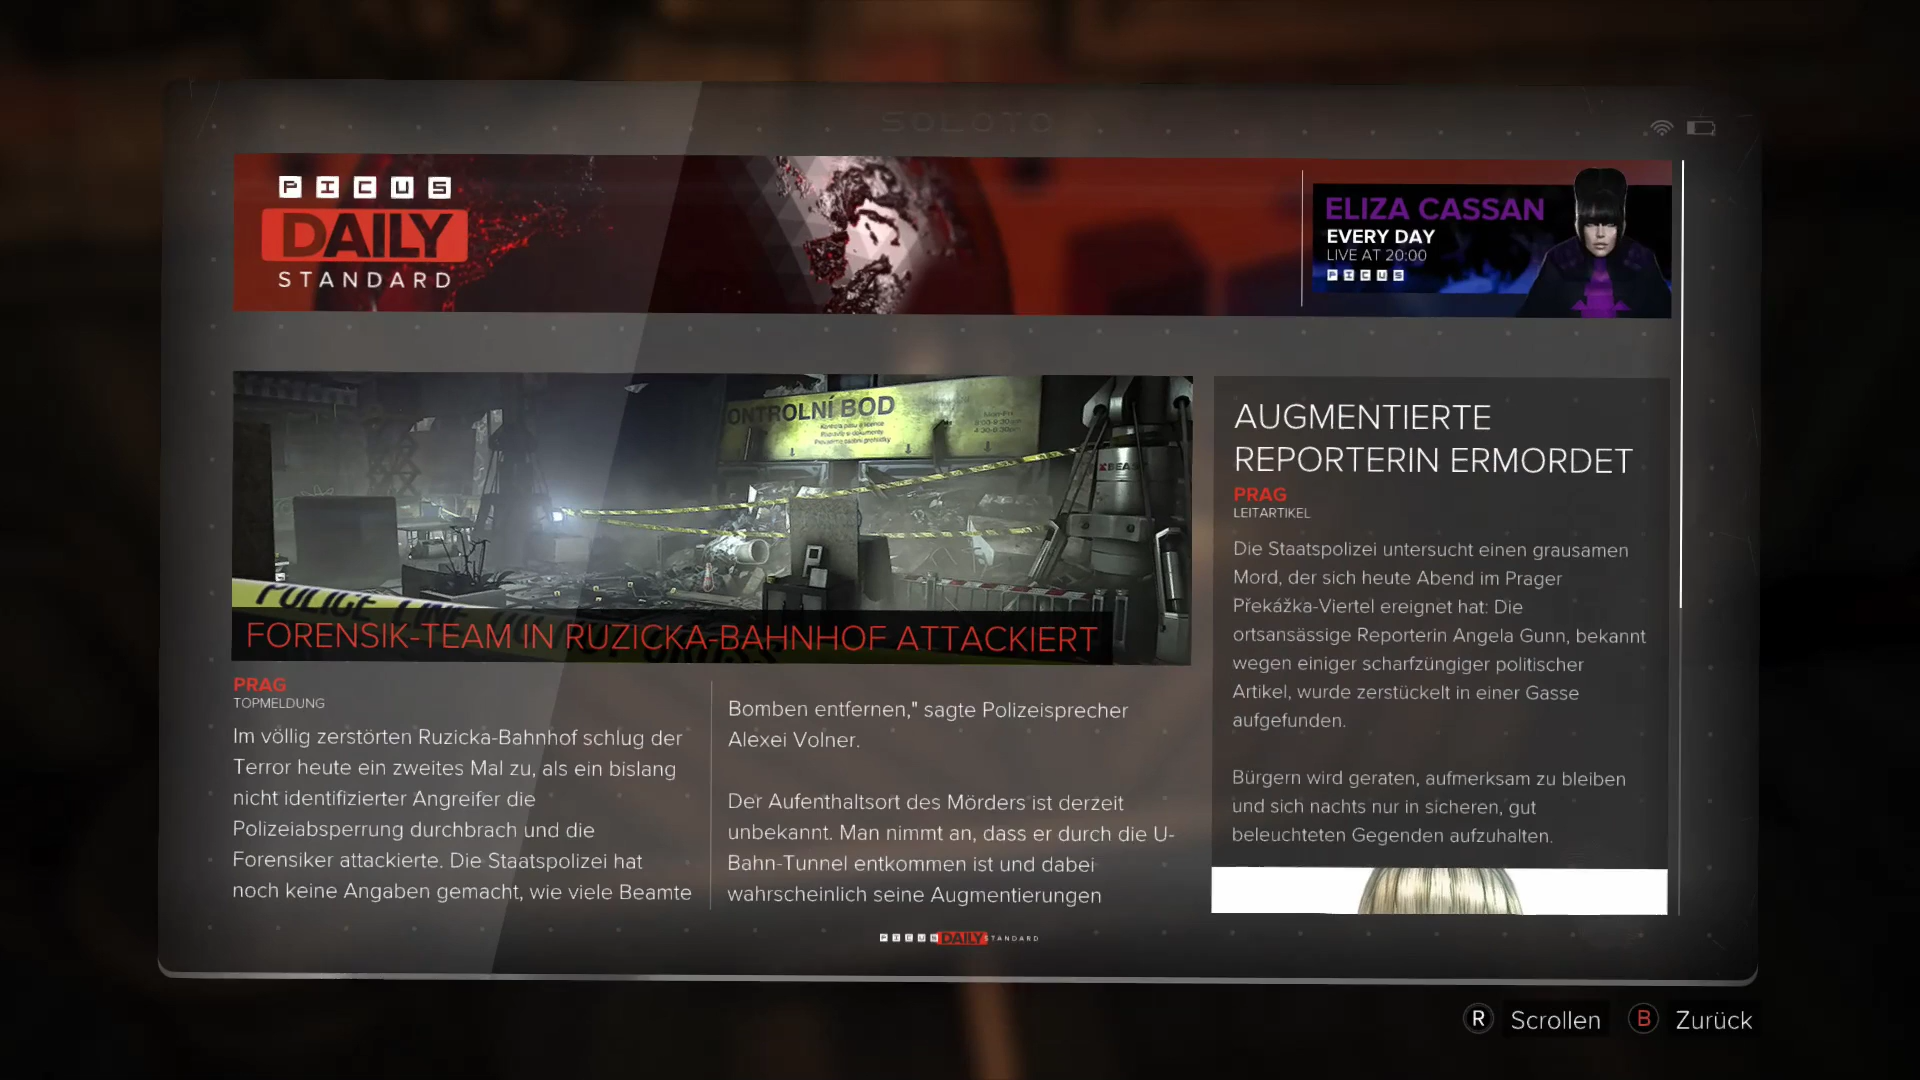 SOLOTO
PICUS
DAILY
STANDARD
ELIZA CASSAN
EVERY DAY
LIVE AT 20:00
PICUS
ONTROLNÍ BOD
BEAST
POLICE LINE
FORENSIK-TEAM IN RUZICKA-BAHNHOF ATTACKIERT
PRAG
TOPMELDUNG
Im völlig zerstörten Ruzicka-Bahnhof schlug der
Terror heute ein zweites Mal zu, als ein bislang
nicht identifizierter Angreifer die
Polizeiabsperrung durchbrach und die
Forensiker attackierte. Die Staatspolizei hat
noch keine Angaben gemacht, wie viele Beamte
Bomben entfernen," sagte Polizeisprecher
Alexei Volner.
Der Aufenthaltsort des Mörders ist derzeit
unbekannt. Man nimmt an, dass er durch die U-
Bahn-Tunnel entkommen ist und dabei
wahrscheinlich seine Augmentierungen
AUGMENTIERTE
REPORTERIN ERMORDET
PRAG
LEITARTIKEL
Die Staatspolizei untersucht einen grausamen
Mord, der sich heute Abend im Prager
Překážka-Viertel ereignet hat: Die
ortsansässige Reporterin Angela Gunn, bekannt
wegen einiger scharfzüngiger politischer
Artikel, wurde zerstückelt in einer Gasse
aufgefunden.
Bürgern wird geraten, aufmerksam zu bleiben
und sich nachts nur in sicheren, gut
beleuchteten Gegenden aufzuhalten.
PICUS DAILY STANDARD
R Scrollen B Zurück